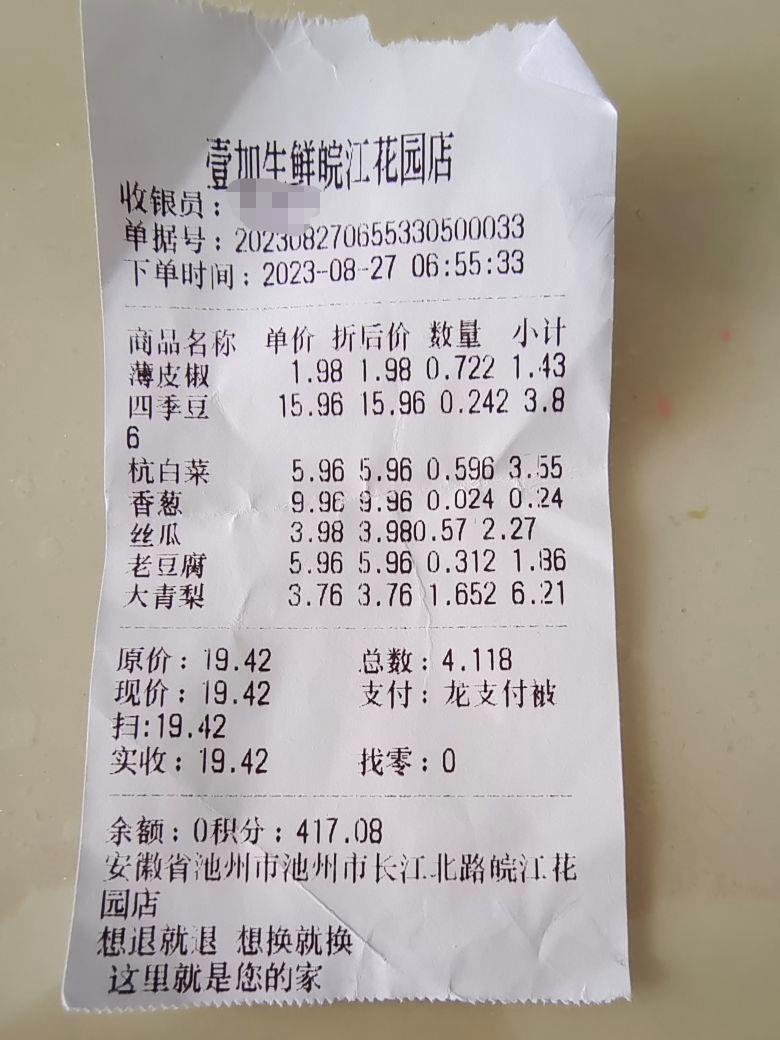 壹加生鲜皖江花园店
收银员：
单据号：202308270655330500033
下单时间：2023-08-27 06:55:33
商品名称 单价 折后价 数量 小计
薄皮椒 1.98 1.98 0.722 1.43
四季豆 15.96 15.96 0.242 3.8
6
杭白菜 5.96 5.96 0.596 3.55
香葱 9.96 9.96 0.024 0.24
丝瓜 3.98 3.980.57 2.27
老豆腐 5.96 5.96 0.312 1.86
大青梨 3.76 3.76 1.652 6.21
原价：19.42 总数：4.118
现价：19.42 支付：龙支付被
扫:19.42
实收：19.42 找零：0
余额：0积分：417.08
安徽省池州市池州市长江北路皖江花
园店
想退就退 想换就换
这里就是您的家